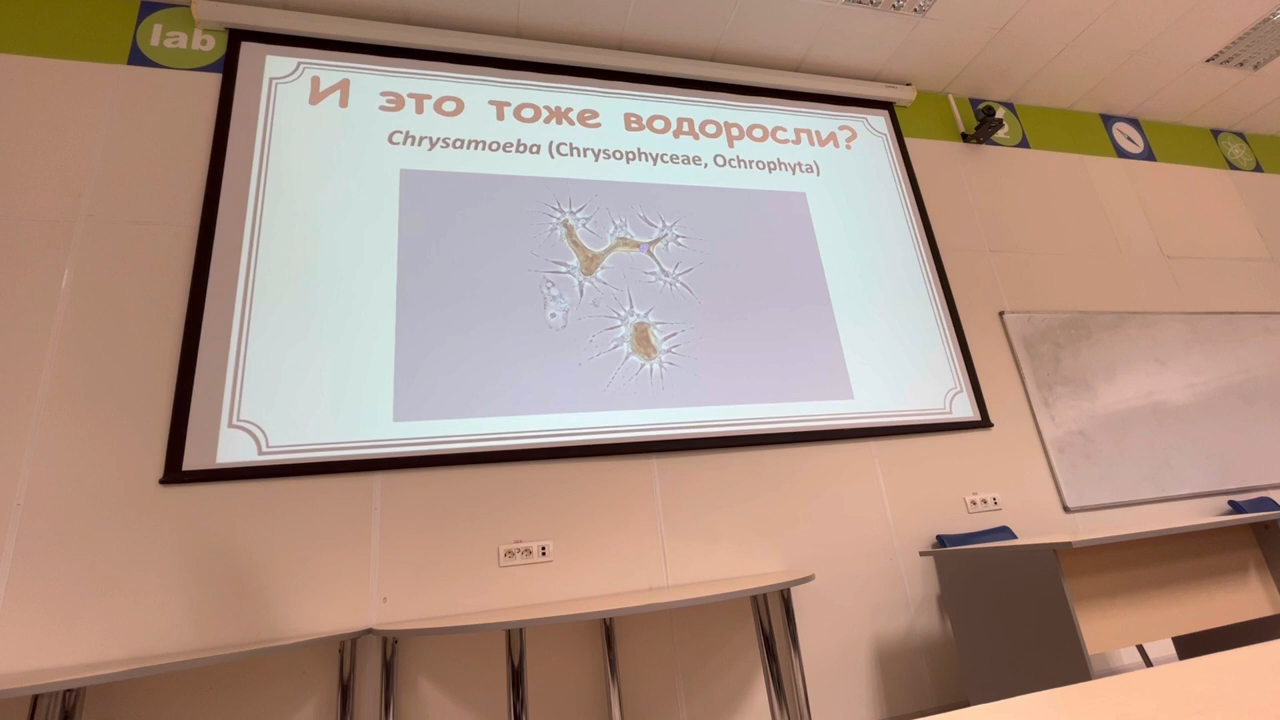 lab
И это тоже водоросли?
Chrysamoeba (Chrysophyceae, Ochrophyta)